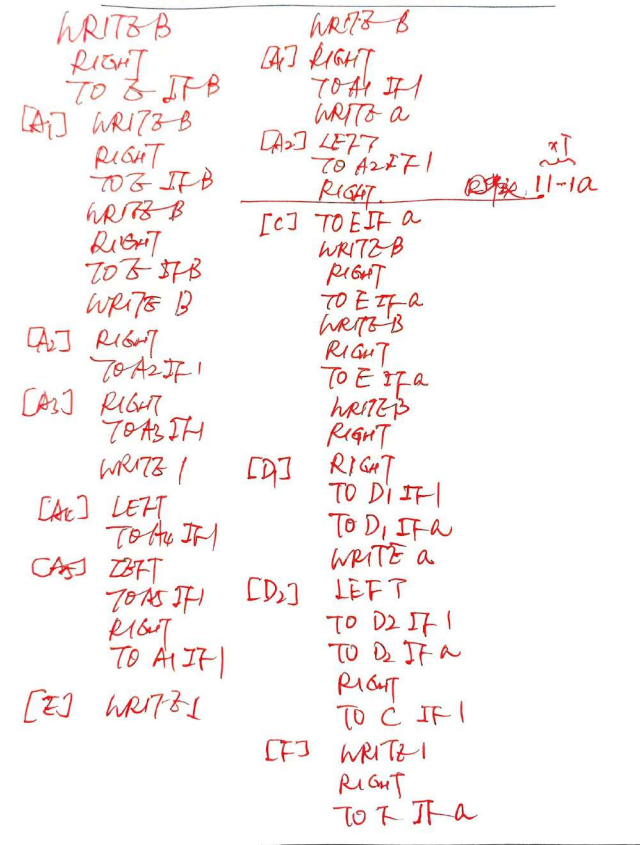 WRITE B
RIGHT
TO E IF B
[A1] WRITE B
RIGHT
TO E IF B
WRITE B
RIGHT
TO E IF B
WRITE B
[A2] RIGHT
TO A2 IF 1
[A3] RIGHT
TO A3 IF 1
WRITE 1
[A4] LEFT
TO A4 IF 1
[A5] LEFT
TO A5 IF 1
RIGHT
TO A1 IF 1
[E] WRITE 1
WRITE B
[A1] RIGHT
TO A1 IF 1
WRITE a
[A2] LEFT
TO A2 IF 1
RIGHT
11-1a
[C] TO E IF a
WRITE B
RIGHT
TO E IF a
WRITE B
RIGHT
TO E IF a
WRITE B
RIGHT
[D1] RIGHT
TO D1 IF 1
TO D1 IF a
WRITE a
[D2] LEFT
TO D2 IF 1
TO D2 IF a
RIGHT
TO C IF 1
[F] WRITE 1
RIGHT
TO F IF a